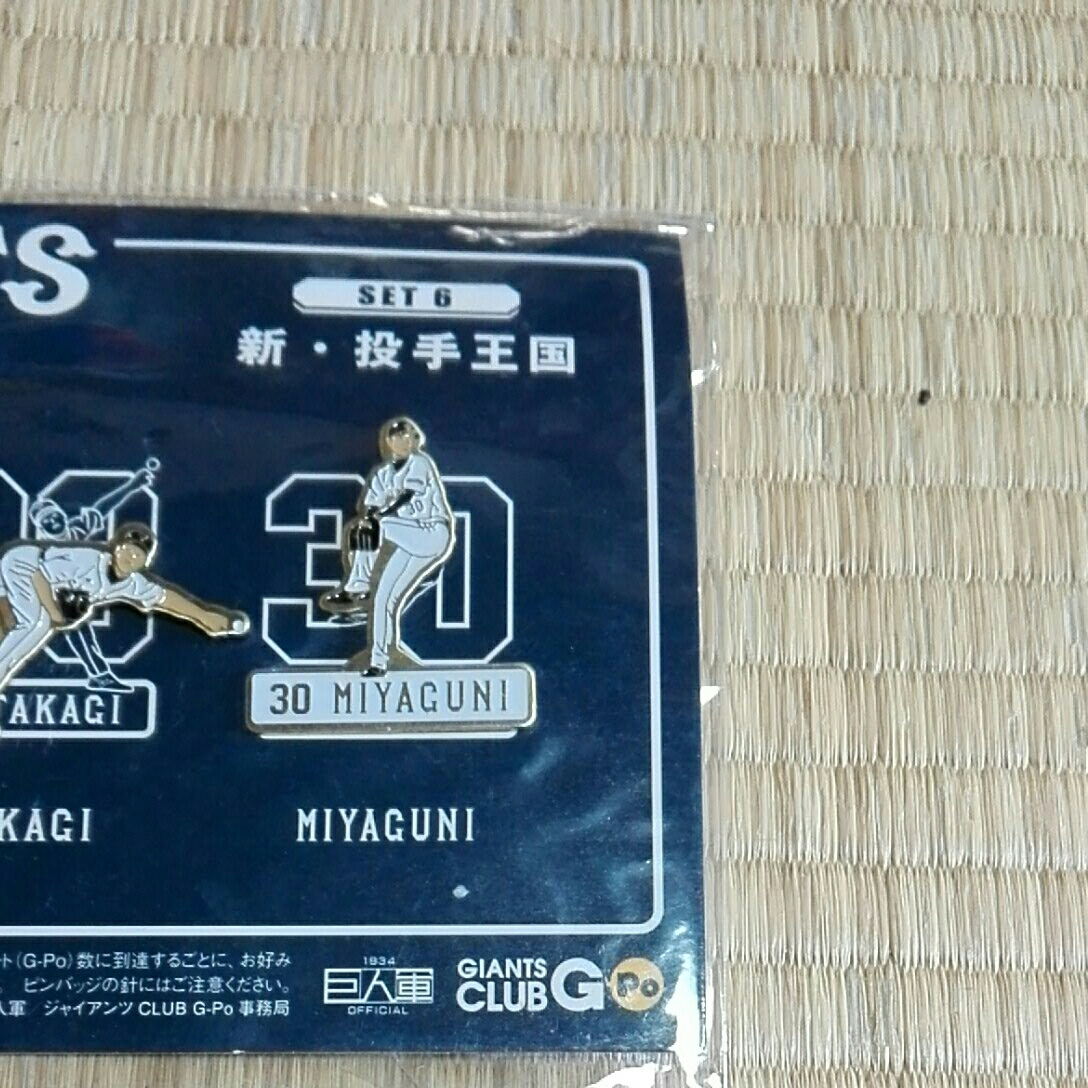 SET 6
新・投手王国
30
30
30 MIYAGUNI
TAKAGI
KAGI
MIYAGUNI
ト(G-Po)数に到達するごとに、お好み
。 ピンバッジの針にはご注意ください。
人軍 ジャイアンツ CLUB G-Po 事務局
1934
巨人軍
OFFICIAL
GIANTS
CLUB
G Po